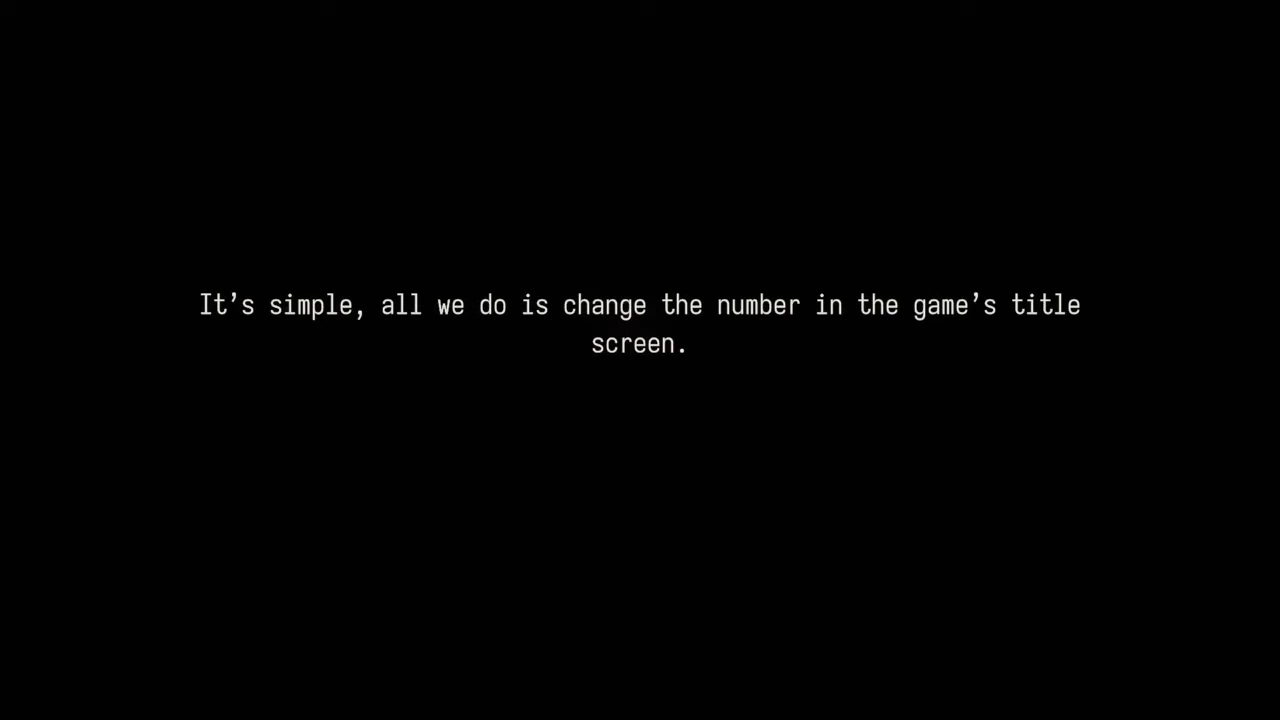 It’s simple, all we do is change the number in the game’s title
screen.